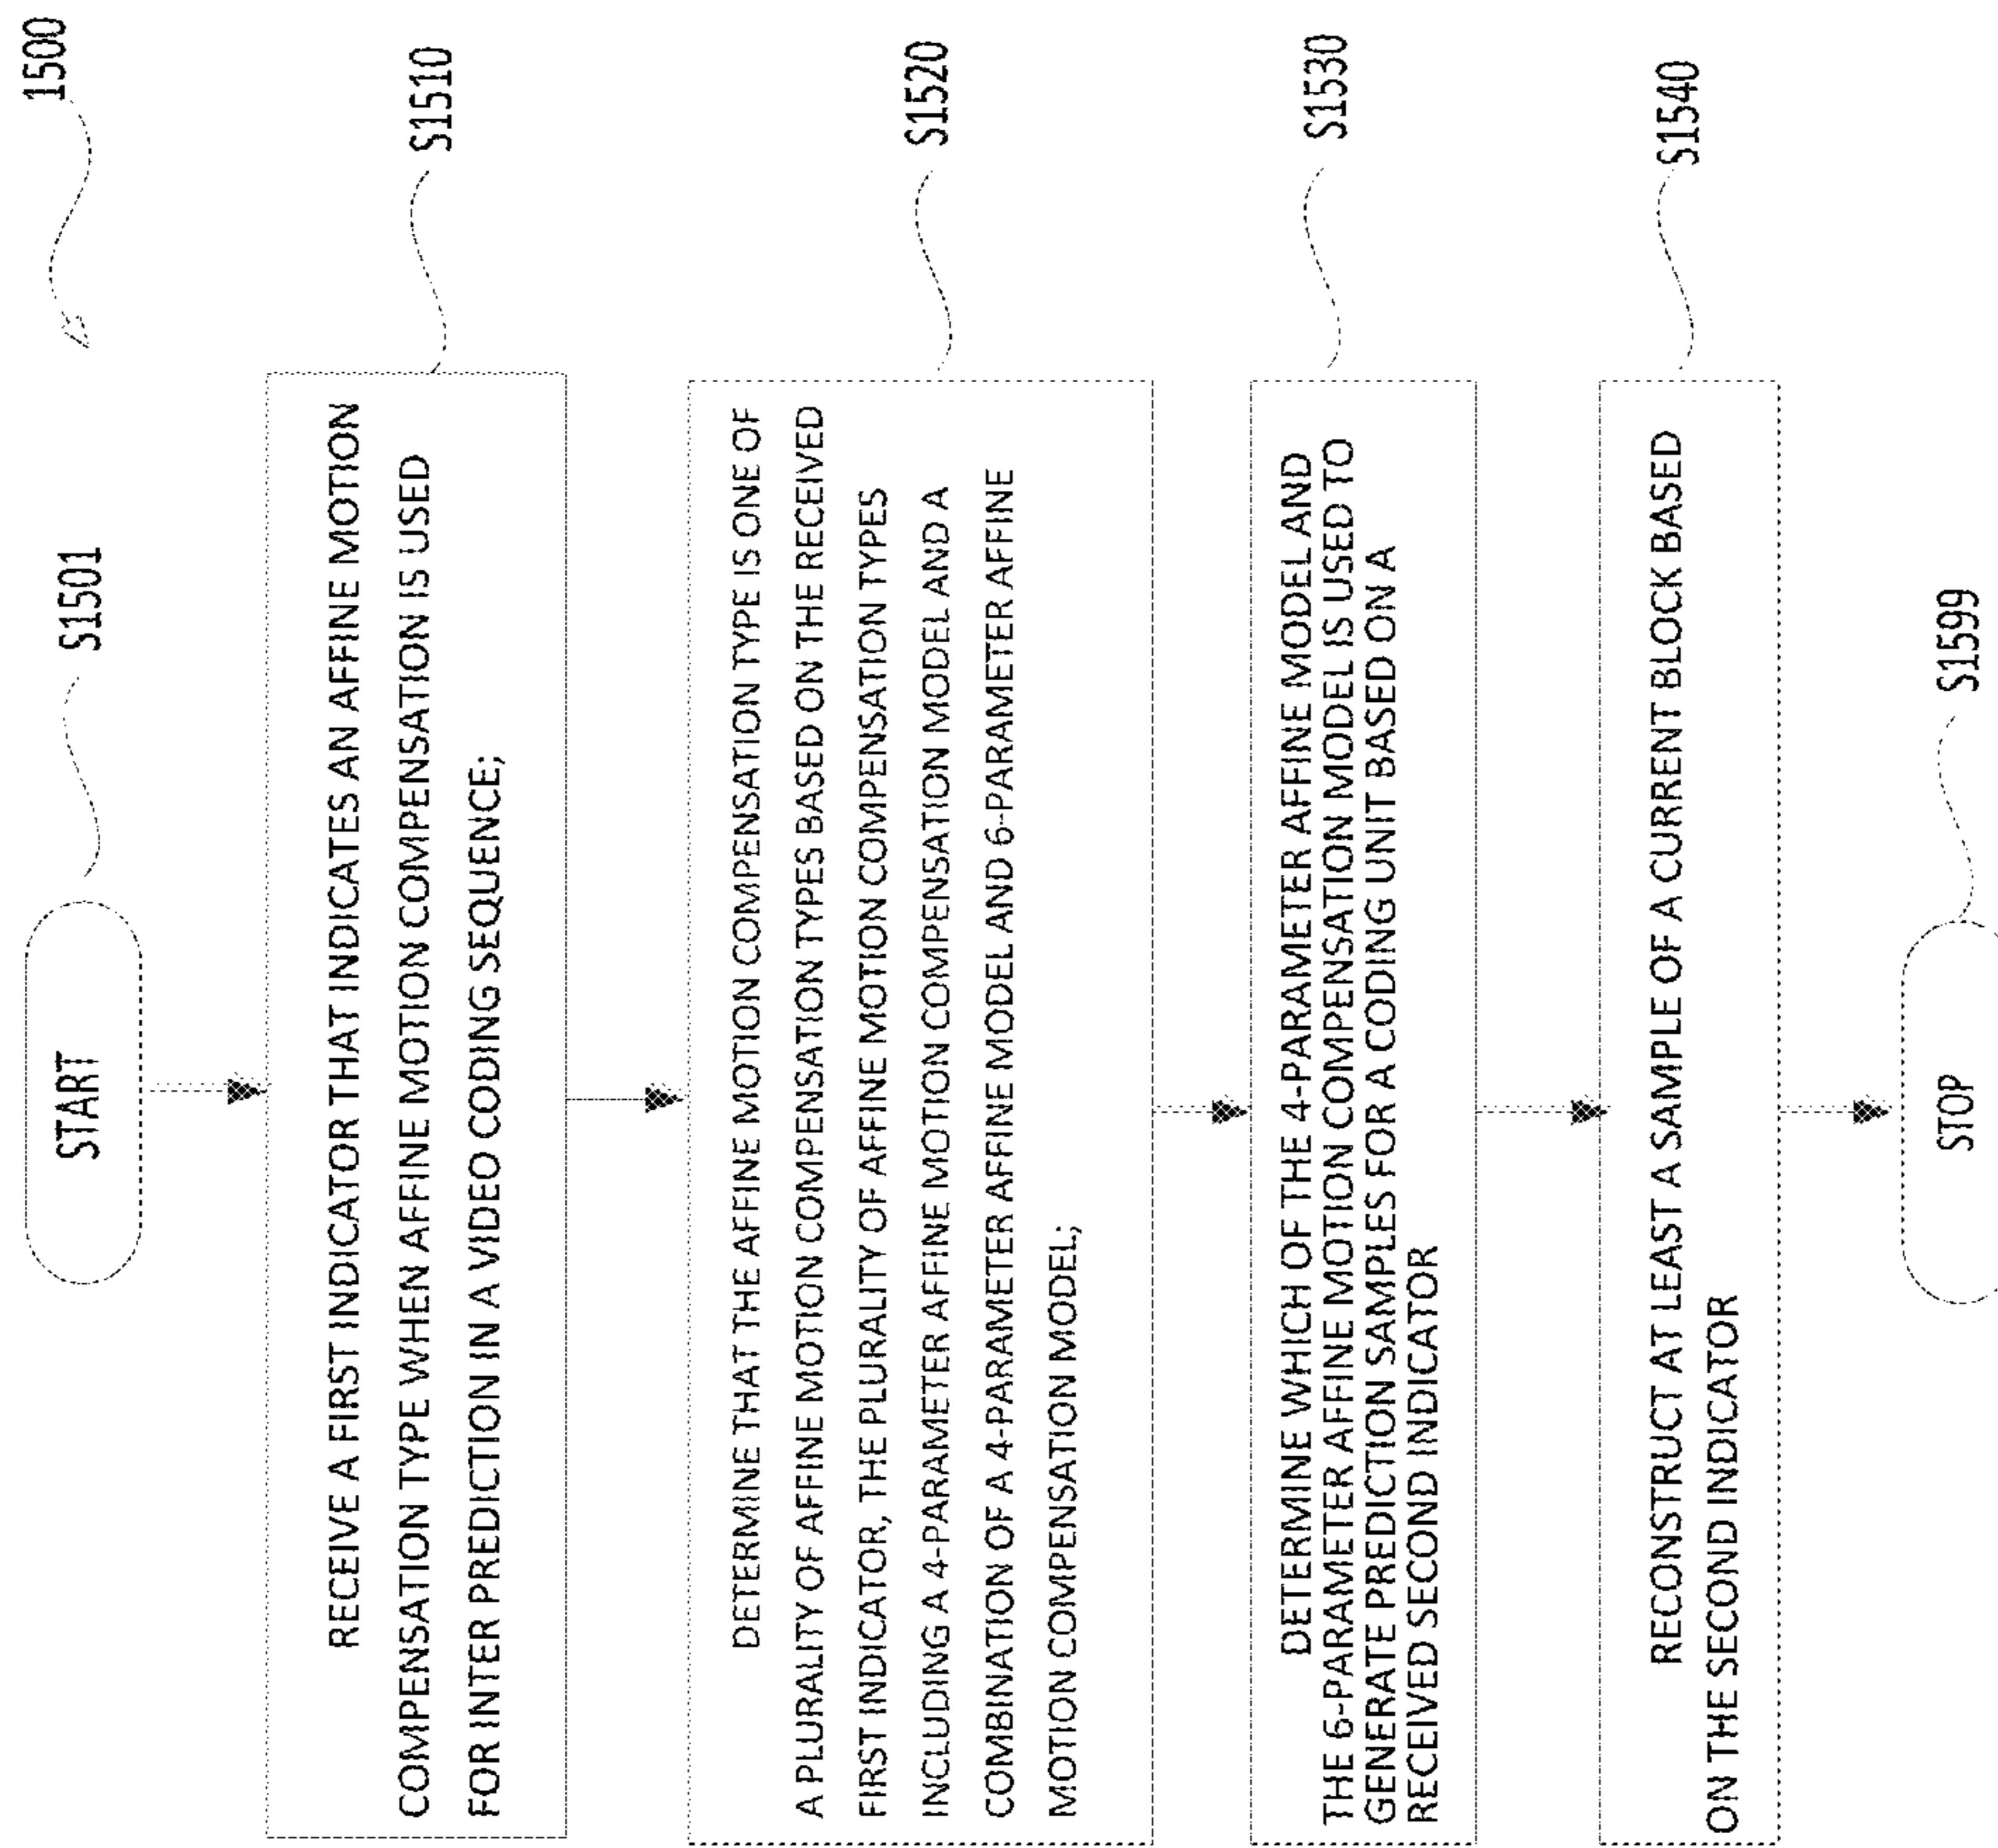 1500
START
S1501
RECEIVE A FIRST INDICATOR THAT INDICATES AN AFFINE MOTION
COMPENSATION TYPE WHEN AFFINE MOTION COMPENSATION IS USED
FOR INTER PREDICTION IN A VIDEO CODING SEQUENCE;
S1510
DETERMINE THAT THE AFFINE MOTION COMPENSATION TYPE IS ONE OF
A PLURALITY OF AFFINE MOTION COMPENSATION TYPES BASED ON THE RECEIVED
FIRST INDICATOR, THE PLURALITY OF AFFINE MOTION COMPENSATION TYPES
INCLUDING A 4-PARAMETER AFFINE MOTION COMPENSATION MODEL AND A
COMBINATION OF A 4-PARAMETER AFFINE MODEL AND 6-PARAMETER AFFINE
MOTION COMPENSATION MODEL;
S1520
DETERMINE WHICH OF THE 4-PARAMETER AFFINE MODEL AND
THE 6-PARAMETER AFFINE MOTION COMPENSATION MODEL IS USED TO
GENERATE PREDICTION SAMPLES FOR A CODING UNIT BASED ON A
RECEIVED SECOND INDICATOR
S1530
RECONSTRUCT AT LEAST A SAMPLE OF A CURRENT BLOCK BASED
ON THE SECOND INDICATOR
S1540
STOP
S1599